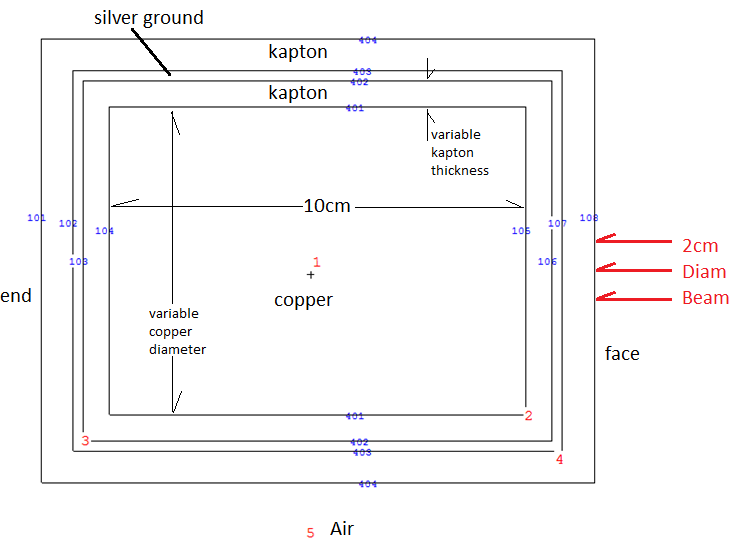 silver ground
404
kapton
403
402
kapton
401
variable
kapton
thickness
10cm
101
102
104
103
105
107
108
106
1
+
copper
2cm
Diam
Beam
end
variable
copper
diameter
face
401
2
3
402
403
4
404
5
Air